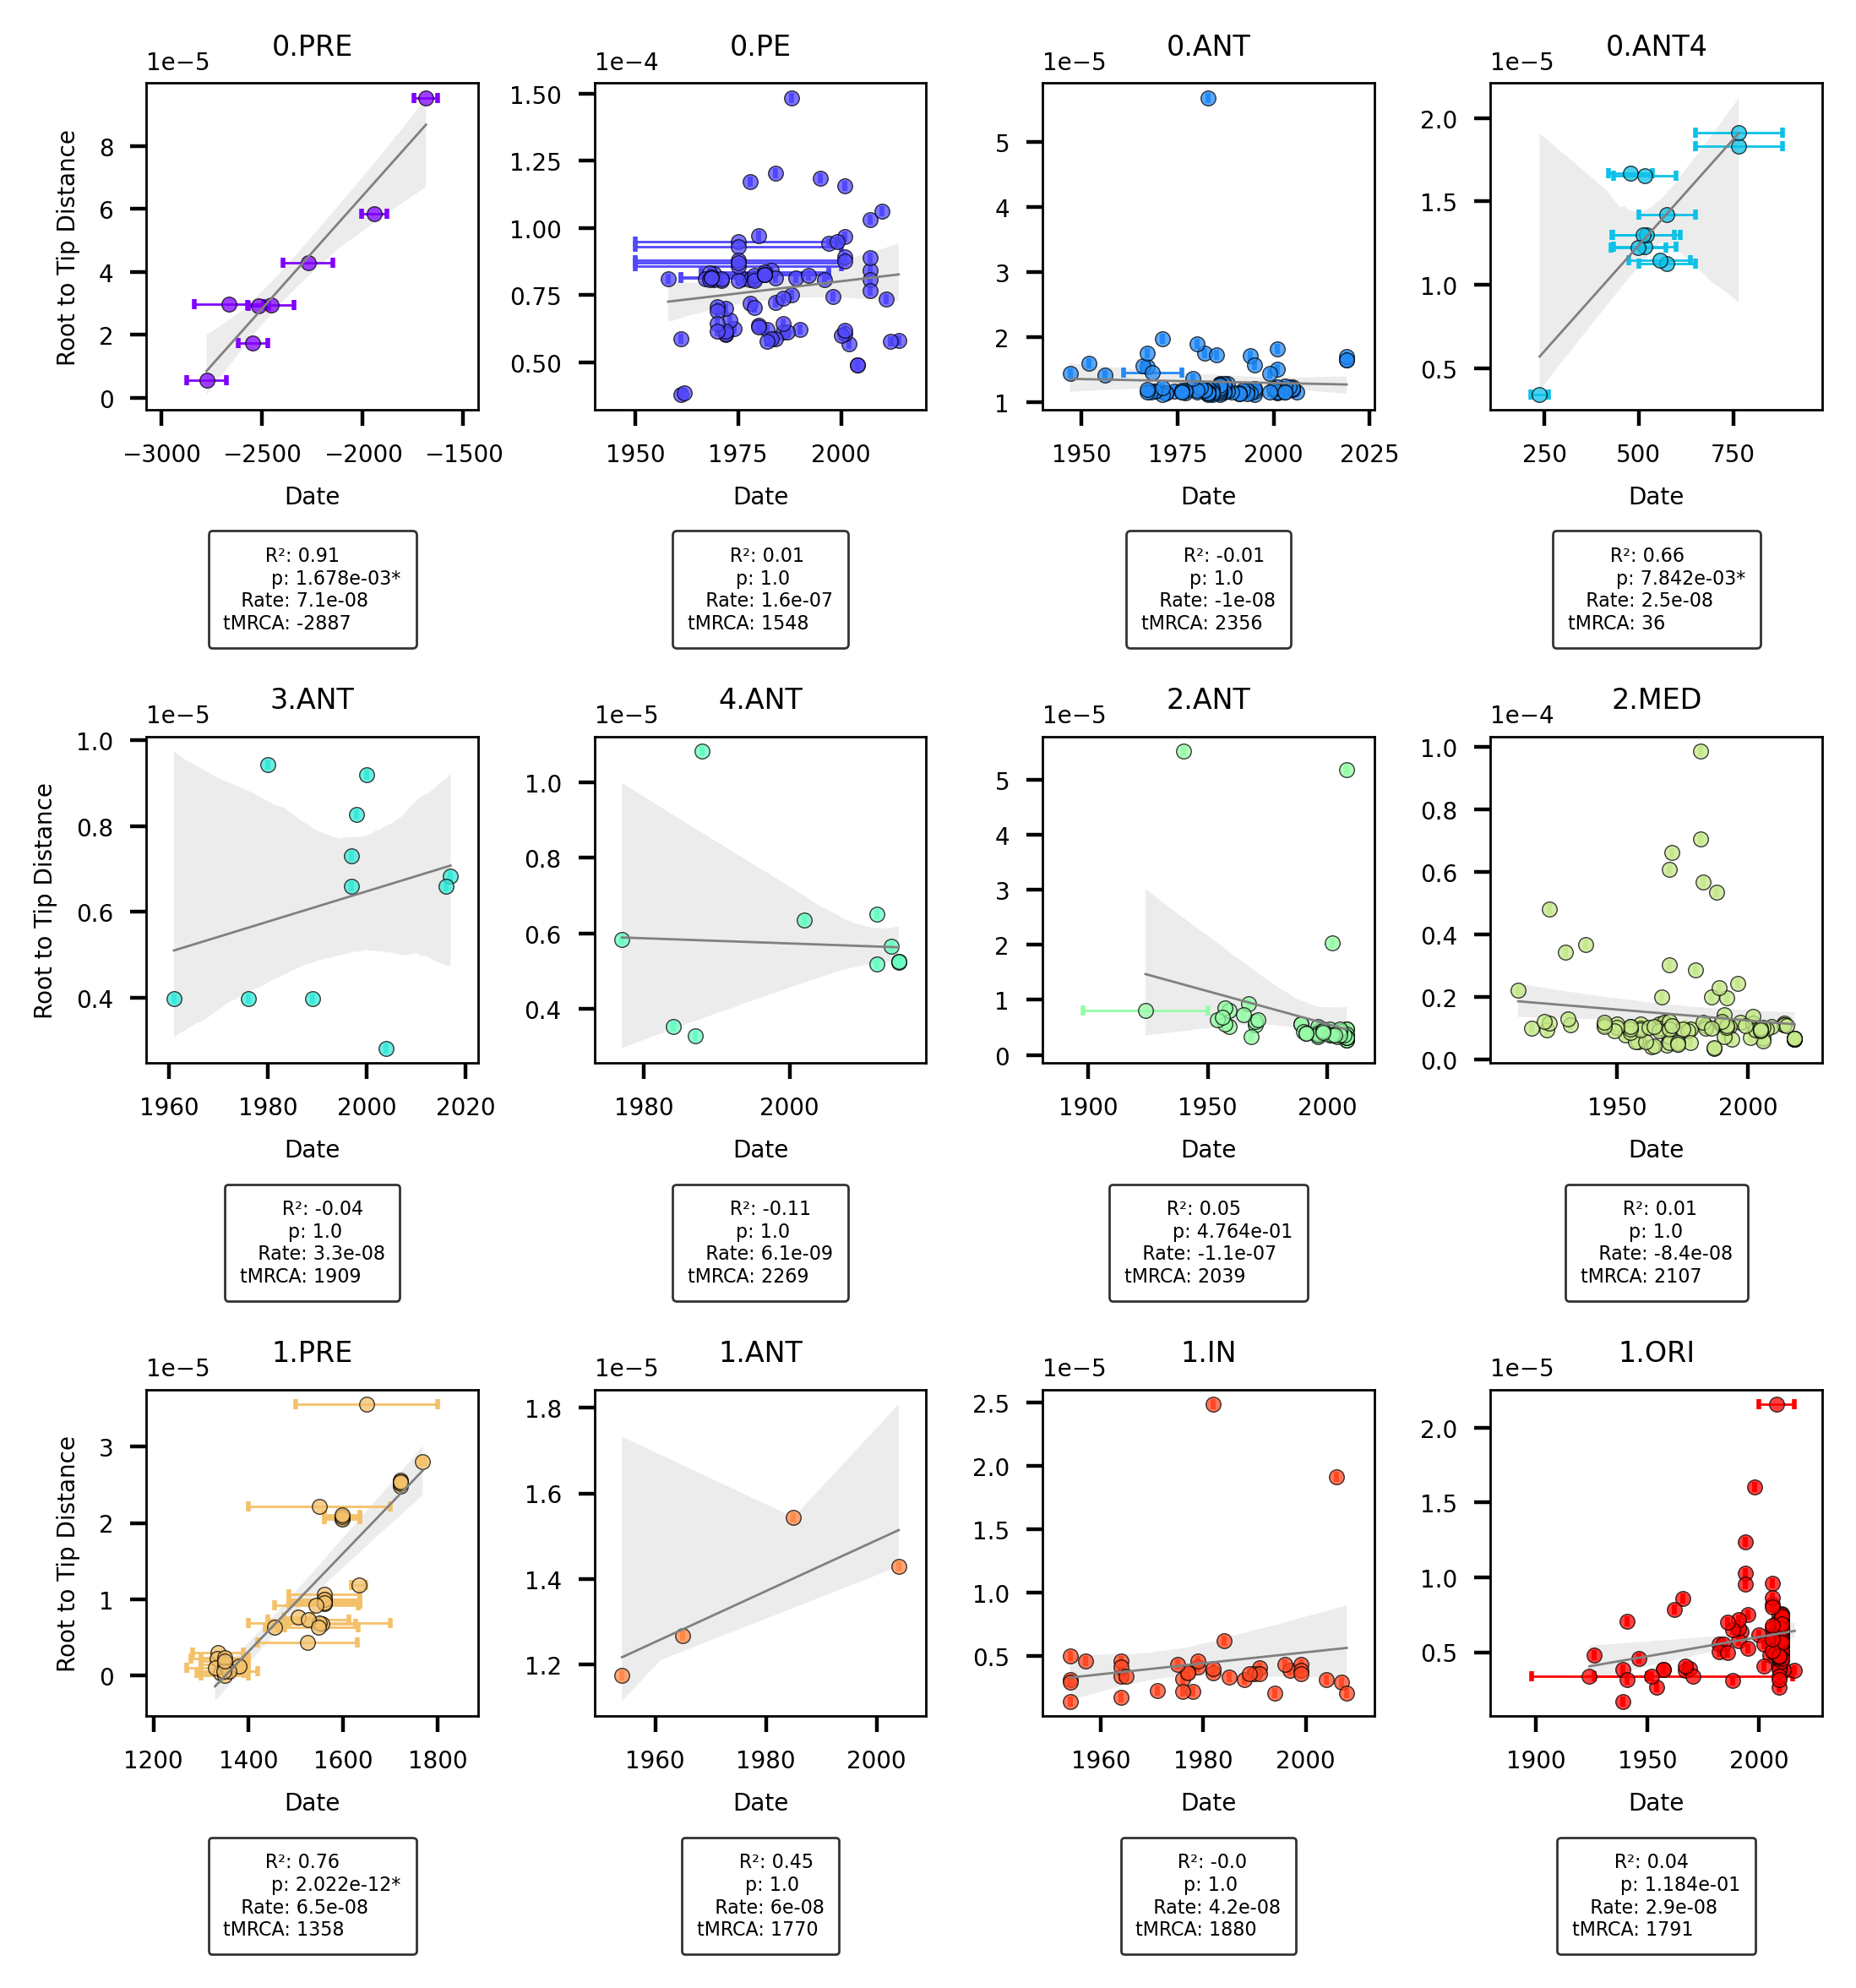 0.PRE
0.PE
0.ANT
0.ANT4
1e−5
1e−4
1e−5
1e−5
Root to Tip Distance
8
6
4
2
0
1.50
1.25
1.00
0.75
0.50
5
4
3
2
1
2.0
1.5
1.0
0.5
−3000 −2500 −2000 −1500
1950 1975 2000
1950 1975 2000 2025
250 500 750
Date
Date
Date
Date
R²: 0.91
p: 1.678e-03*
Rate: 7.1e-08
tMRCA: -2887
R²: 0.01
p: 1.0
Rate: 1.6e-07
tMRCA: 1548
R²: -0.01
p: 1.0
Rate: -1e-08
tMRCA: 2356
R²: 0.66
p: 7.842e-03*
Rate: 2.5e-08
tMRCA: 36
3.ANT
4.ANT
2.ANT
2.MED
1e−5
1e−5
1e−5
1e−4
Root to Tip Distance
1.0
0.8
0.6
0.4
1.0
0.8
0.6
0.4
5
4
3
2
1
0
1.0
0.8
0.6
0.4
0.2
0.0
1960 1980 2000 2020
1980 2000
1900 1950 2000
1950 2000
Date
Date
Date
Date
R²: -0.04
p: 1.0
Rate: 3.3e-08
tMRCA: 1909
R²: -0.11
p: 1.0
Rate: 6.1e-09
tMRCA: 2269
R²: 0.05
p: 4.764e-01
Rate: -1.1e-07
tMRCA: 2039
R²: 0.01
p: 1.0
Rate: -8.4e-08
tMRCA: 2107
1.PRE
1.ANT
1.IN
1.ORI
1e−5
1e−5
1e−5
1e−5
Root to Tip Distance
3
2
1
0
1.8
1.6
1.4
1.2
2.5
2.0
1.5
1.0
0.5
2.0
1.5
1.0
0.5
1200 1400 1600 1800
1960 1980 2000
1960 1980 2000
1900 1950 2000
Date
Date
Date
Date
R²: 0.76
p: 2.022e-12*
Rate: 6.5e-08
tMRCA: 1358
R²: 0.45
p: 1.0
Rate: 6e-08
tMRCA: 1770
R²: -0.0
p: 1.0
Rate: 4.2e-08
tMRCA: 1880
R²: 0.04
p: 1.184e-01
Rate: 2.9e-08
tMRCA: 1791